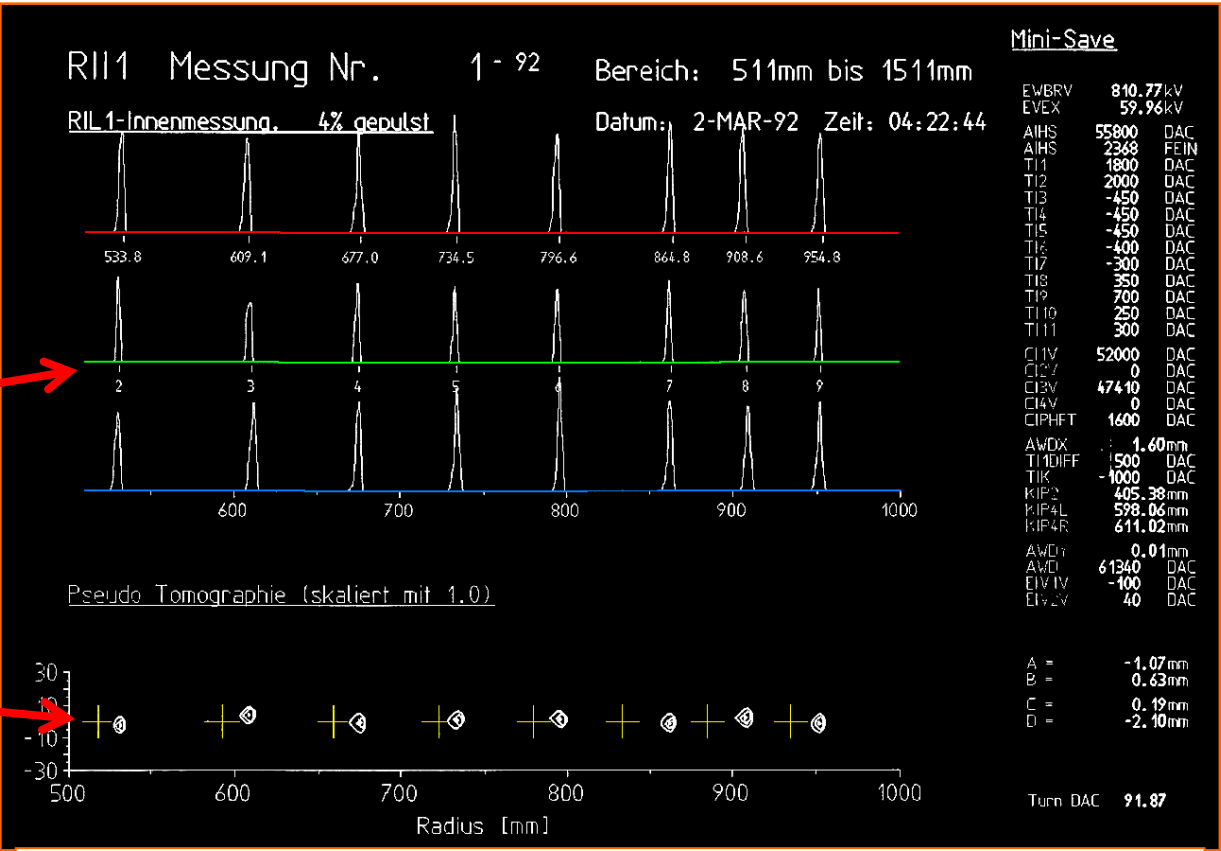 RII1 Messung Nr. 1 - 92 Bereich: 511mm bis 1511mm
RIL1-Innenmessung, 4% gepulst Datum: 2-MAR-92 Zeit: 04:22:44
533.8 609.1 677.0 734.5 796.6 864.8 908.6 954.8
2 3 4 5 6 7 8 9
600 700 800 900 1000
Pseudo Tomographie (skaliert mit 1.0)
30
-10
-30
500 600 700 800 900 1000
Radius [mm]
Mini-Save
EWBRV 810.77kV
EVEX 59.96kV
AIHS 55800 DAC
AIHS 2368 FEIN
TI1 1800 DAC
TI2 2000 DAC
TI3 -450 DAC
TI4 -450 DAC
TI5 -450 DAC
TI6 -400 DAC
TI7 -300 DAC
TI8 350 DAC
TI9 700 DAC
TI10 250 DAC
TI11 300 DAC
CI1V 52000 DAC
CI2V 0 DAC
CI3V 47410 DAC
CI4V 0 DAC
CIPHFT 1600 DAC
AWDX 1.60mm
TI1DIFF 500 DAC
TIK -1000 DAC
KIP2 405.38mm
KIP4L 598.06mm
KIP4R 611.02mm
0.01mm
AWD 61340 DAC
EIV1V -100 DAC
EIV2V 40 DAC
A = -1.07mm
B = 0.63mm
C = 0.19mm
D = -2.10mm
Turn DAC 91.87